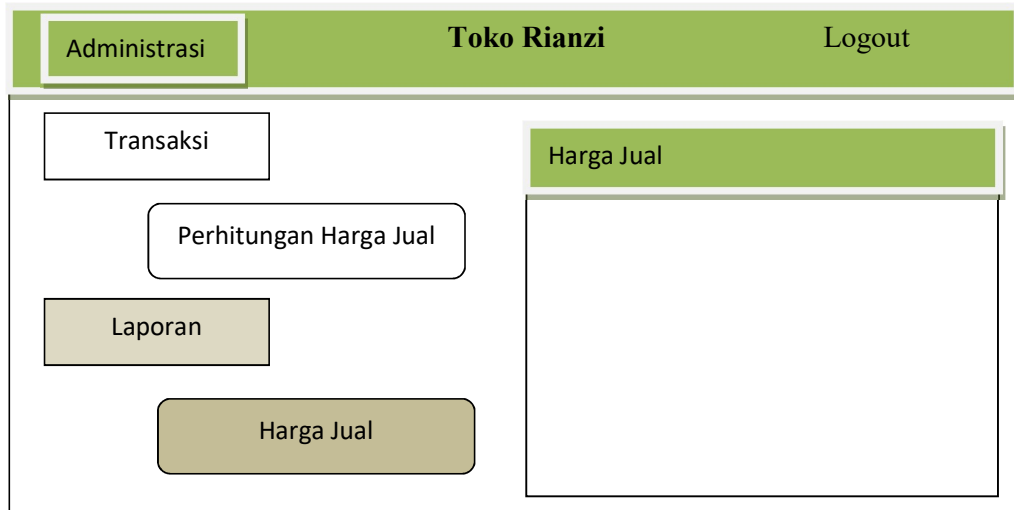 Administrasi
Toko Rianzi
Logout
Transaksi
Perhitungan Harga Jual
Laporan
Harga Jual
Harga Jual